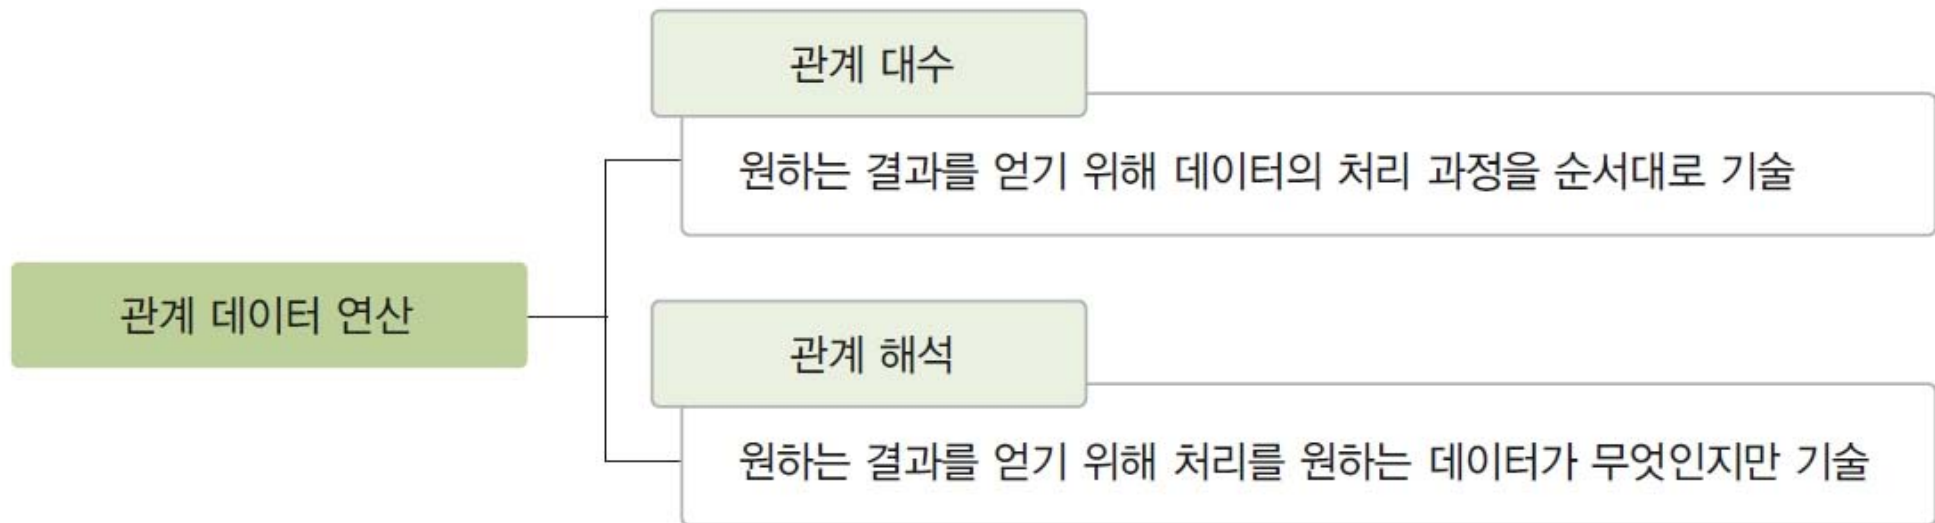 관계 대수
원하는 결과를 얻기 위해 데이터의 처리 과정을 순서대로 기술
관계 데이터 연산
관계 해석
원하는 결과를 얻기 위해 처리를 원하는 데이터가 무엇인지만 기술